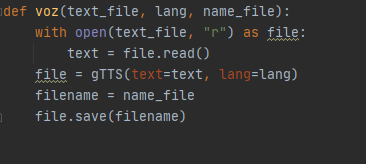 def voz(text_file, lang, name_file):
    with open(text_file, "r") as file:
        text = file.read()
    file = gTTS(text=text, lang=lang)
    filename = name_file
    file.save(filename)